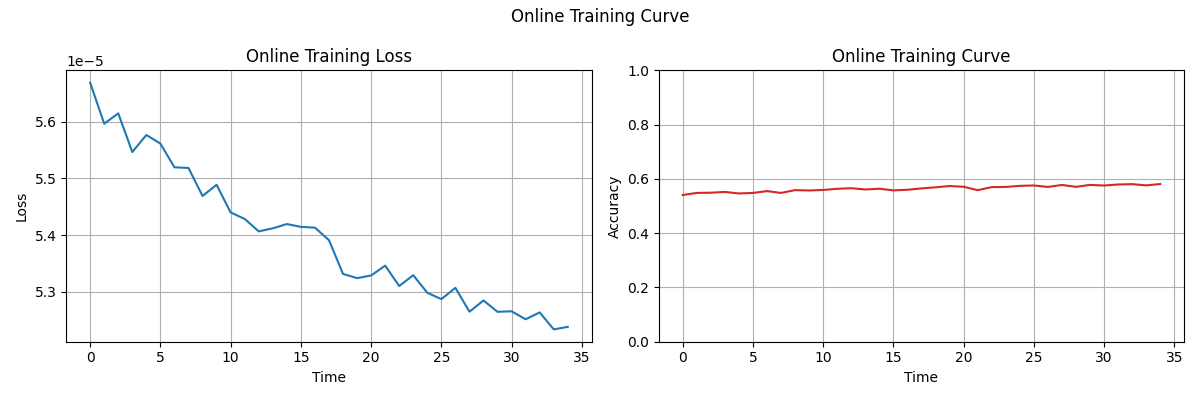 Online Training Curve
Online Training Loss
1e−5
5.6
5.5
5.4
5.3
Loss
0 5 10 15 20 25 30 35
Time
Online Training Curve
1.0
0.8
0.6
0.4
0.2
0.0
Accuracy
0 5 10 15 20 25 30 35
Time